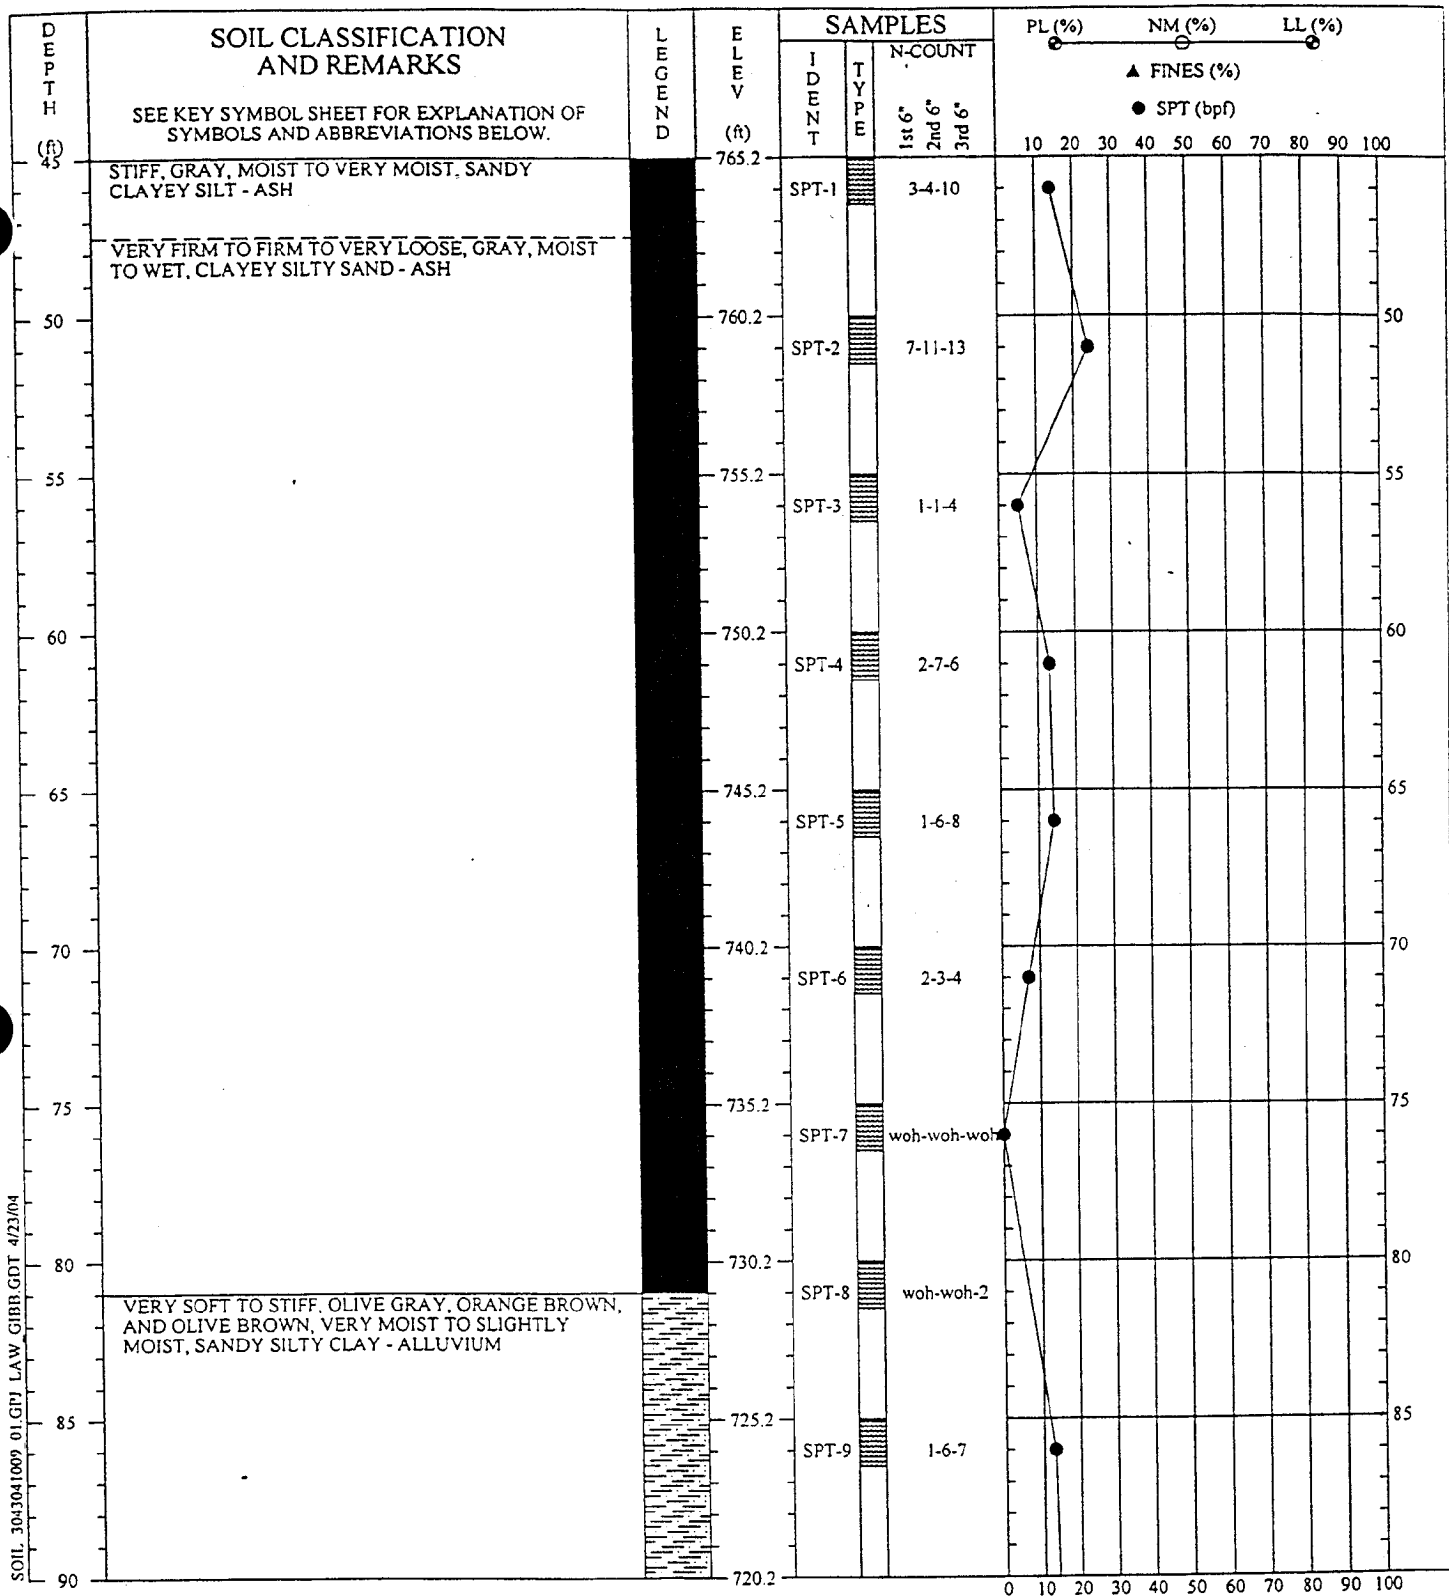 DEPTH (ft)
SOIL CLASSIFICATION
AND REMARKS
SEE KEY SYMBOL SHEET FOR EXPLANATION OF
SYMBOLS AND ABBREVIATIONS BELOW.
LEGEND
ELEV (ft)
SAMPLES
IDENT
TYPE
N-COUNT
1st 6"
2nd 6"
3rd 6"
PL (%) NM (%) LL (%)
▲ FINES (%)
● SPT (bpf)
10 20 30 40 50 60 70 80 90 100
45 765.2
STIFF, GRAY, MOIST TO VERY MOIST, SANDY
CLAYEY SILT - ASH
SPT-1 3-4-10
VERY FIRM TO FIRM TO VERY LOOSE, GRAY, MOIST
TO WET, CLAYEY SILTY SAND - ASH
50 760.2 50
SPT-2 7-11-13
55 755.2 55
SPT-3 1-1-4
60 750.2 60
SPT-4 2-7-6
65 745.2 65
SPT-5 1-6-8
70 740.2 70
SPT-6 2-3-4
75 735.2 75
SPT-7 woh-woh-woh
80 730.2 80
SPT-8 woh-woh-2
VERY SOFT TO STIFF, OLIVE GRAY, ORANGE BROWN,
AND OLIVE BROWN, VERY MOIST TO SLIGHTLY
MOIST, SANDY SILTY CLAY - ALLUVIUM
85 725.2 85
SPT-9 1-6-7
90 720.2
0 10 20 30 40 50 60 70 80 90 100
SOIL 3043041009_01.GPJ LAW_GIBB.GDT 4/23/04